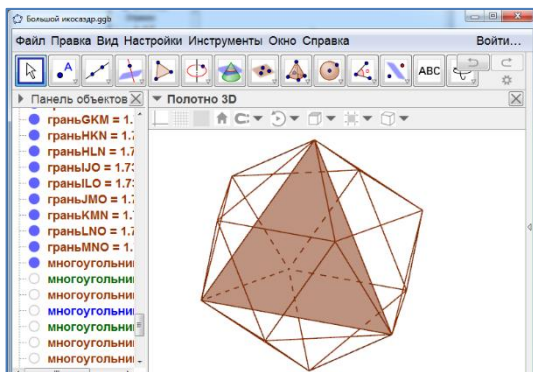 Большой икосаэдр.ggb
Файл Правка Вид Настройки Инструменты Окно Справка Войти...
ABC
Панель объектов Полотно 3D
граньGKM = 1.
граньHKN = 1.7
граньHLN = 1.7
граньIJO = 1.73
граньILO = 1.73
граньJMO = 1.7
граньKMN = 1.7
граньLNO = 1.7
граньMNO = 1.
многоугольни
многоугольни
многоугольни
многоугольни
многоугольни
многоугольни
многоугольни